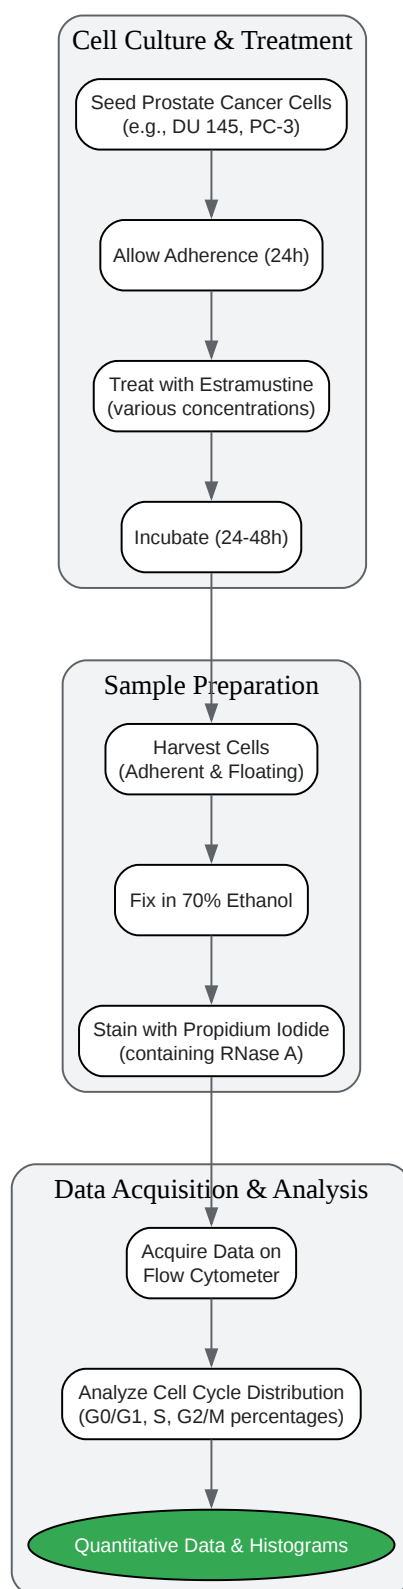 Cell Culture & Treatment
Seed Prostate Cancer Cells
(e.g., DU 145, PC-3)
Allow Adherence (24h)
Treat with Estramustine
(various concentrations)
Incubate (24-48h)
Sample Preparation
Harvest Cells
(Adherent & Floating)
Fix in 70% Ethanol
Stain with Propidium Iodide
(containing RNase A)
Data Acquisition & Analysis
Acquire Data on
Flow Cytometer
Analyze Cell Cycle Distribution
(G0/G1, S, G2/M percentages)
Quantitative Data & Histograms